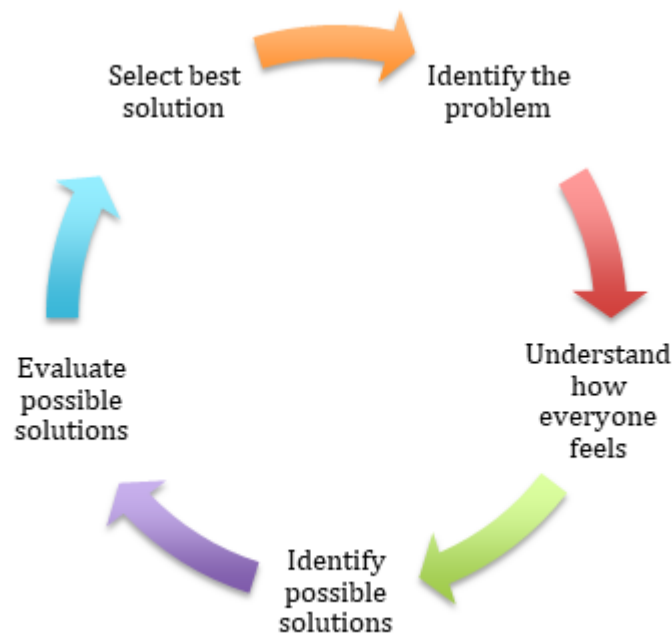 Select best
solution
Identify the
problem
Understand
how
everyone
feels
Identify
possible
solutions
Evaluate
possible
solutions